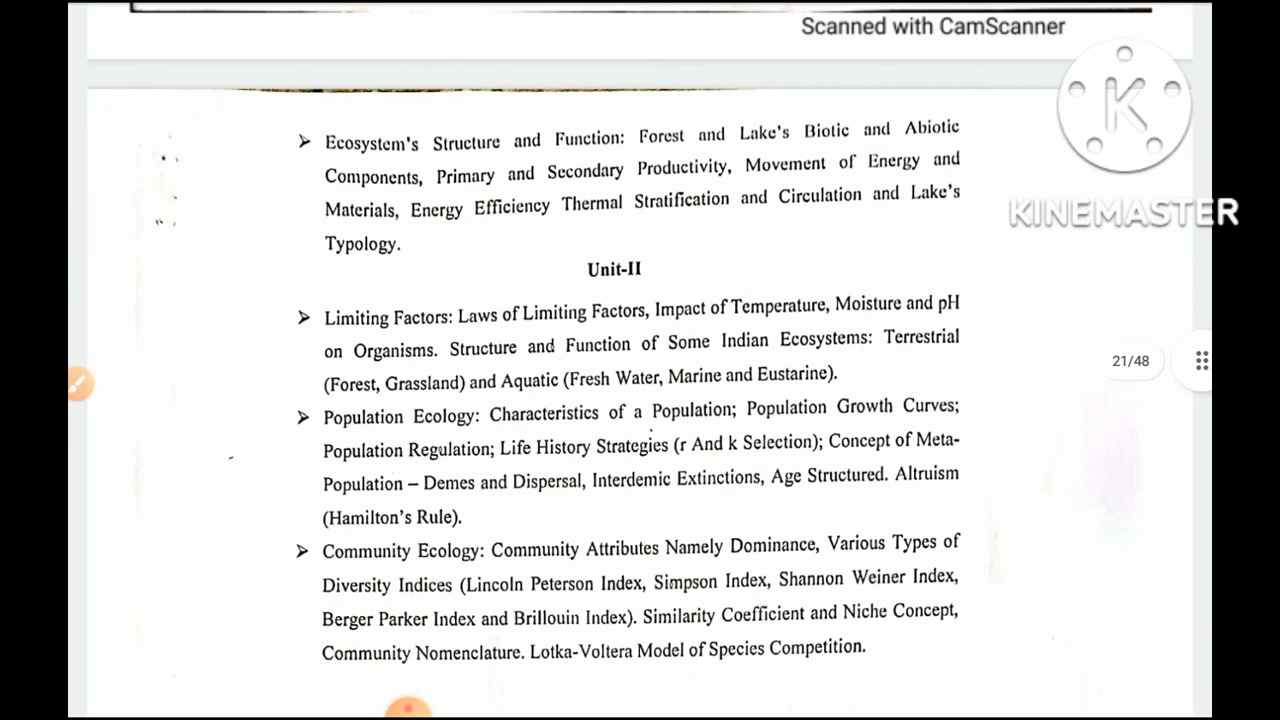 Scanned with CamScanner
K
KINEMASTER
➤ Ecosystem's Structure and Function: Forest and Lake's Biotic and Abiotic
Components, Primary and Secondary Productivity, Movement of Energy and
Materials, Energy Efficiency Thermal Stratification and Circulation and Lake's
Typology.
Unit-II
➤ Limiting Factors: Laws of Limiting Factors, Impact of Temperature, Moisture and pH
on Organisms. Structure and Function of Some Indian Ecosystems: Terrestrial
(Forest, Grassland) and Aquatic (Fresh Water, Marine and Eustarine).
21/48
➤ Population Ecology: Characteristics of a Population; Population Growth Curves;
Population Regulation; Life History Strategies (r And k Selection); Concept of Meta-
Population – Demes and Dispersal, Interdemic Extinctions, Age Structured. Altruism
(Hamilton's Rule).
➤ Community Ecology: Community Attributes Namely Dominance, Various Types of
Diversity Indices (Lincoln Peterson Index, Simpson Index, Shannon Weiner Index,
Berger Parker Index and Brillouin Index). Similarity Coefficient and Niche Concept,
Community Nomenclature. Lotka-Voltera Model of Species Competition.